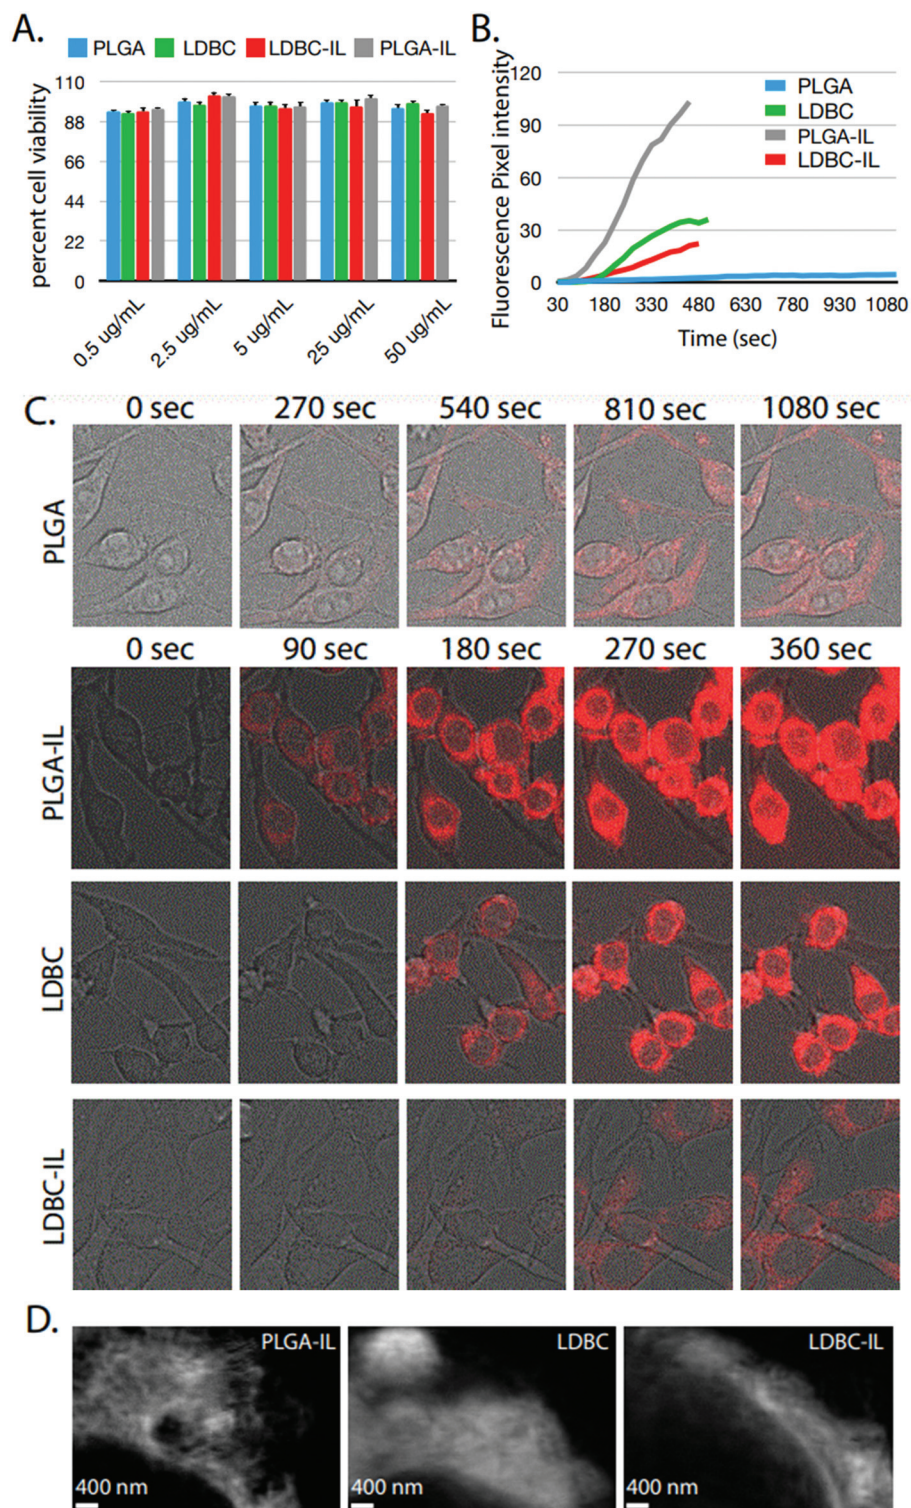 A.
PLGA LDBC LDBC-IL PLGA-IL
percent cell viability
110
88
66
44
22
0
0.5 ug/mL 2.5 ug/mL 5 ug/mL 25 ug/mL 50 ug/mL
B.
Fluorescence Pixel intensity
120
90
60
30
0
PLGA
LDBC
PLGA-IL
LDBC-IL
30 180 330 480 630 780 930 1080
Time (sec)
C.
0 sec 270 sec 540 sec 810 sec 1080 sec
PLGA
0 sec 90 sec 180 sec 270 sec 360 sec
PLGA-IL
LDBC
LDBC-IL
D.
PLGA-IL LDBC LDBC-IL
400 nm 400 nm 400 nm